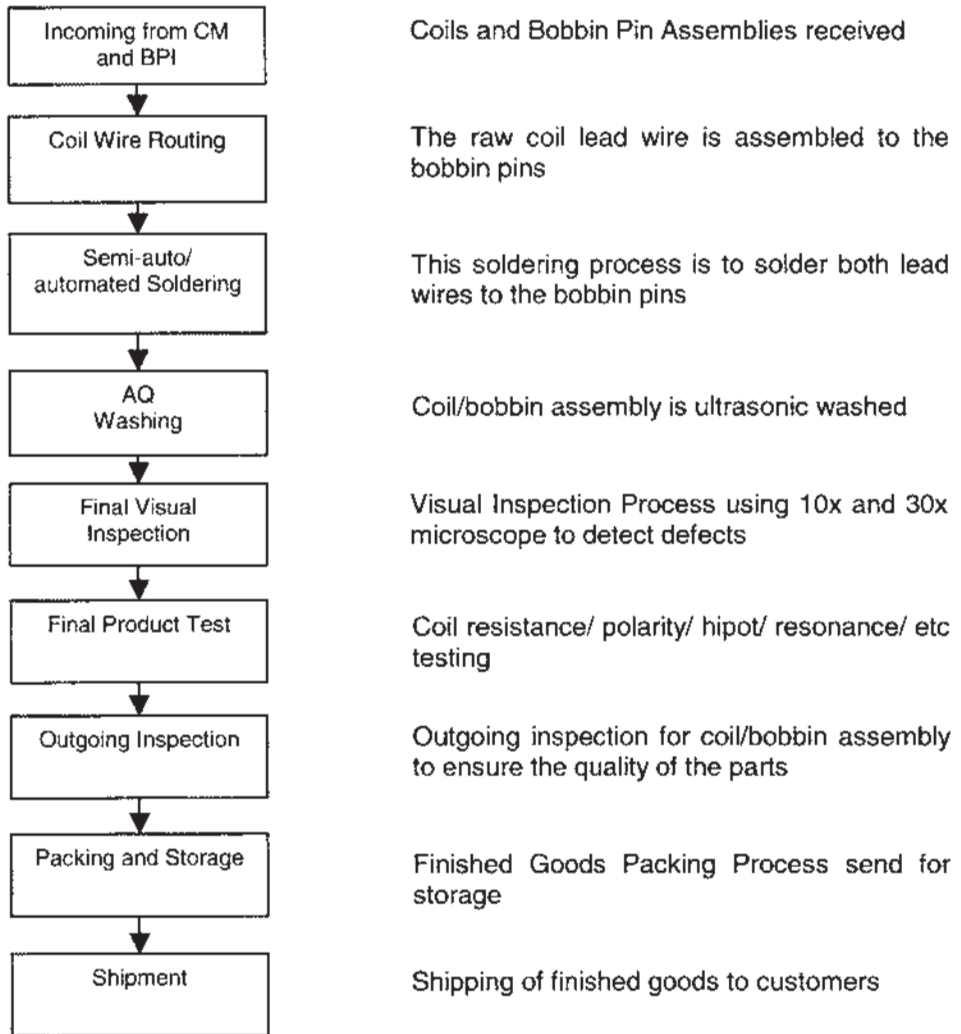 Incoming from CM
and BPI
Coils and Bobbin Pin Assemblies received
Coil Wire Routing
The raw coil lead wire is assembled to the
bobbin pins
Semi-auto/
automated Soldering
This soldering process is to solder both lead
wires to the bobbin pins
AQ
Washing
Coil/bobbin assembly is ultrasonic washed
Final Visual
Inspection
Visual Inspection Process using 10x and 30x
microscope to detect defects
Final Product Test
Coil resistance/ polarity/ hipot/ resonance/ etc
testing
Outgoing Inspection
Outgoing inspection for coil/bobbin assembly
to ensure the quality of the parts
Packing and Storage
Finished Goods Packing Process send for
storage
Shipment
Shipping of finished goods to customers